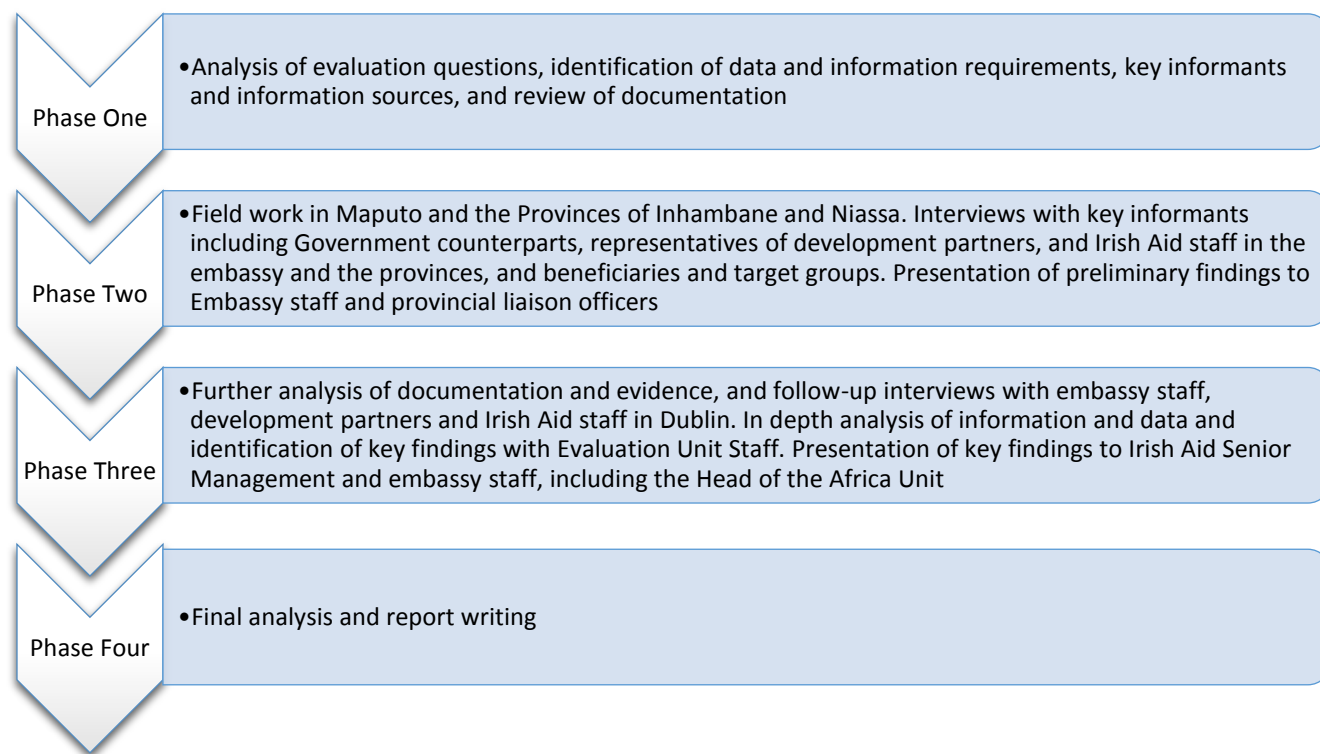 Phase One
•Analysis of evaluation questions, identification of data and information requirements, key informants
and information sources, and review of documentation
Phase Two
•Field work in Maputo and the Provinces of Inhambane and Niassa. Interviews with key informants
including Government counterparts, representatives of development partners, and Irish Aid staff in the
embassy and the provinces, and beneficiaries and target groups. Presentation of preliminary findings to
Embassy staff and provincial liaison officers
Phase Three
•Further analysis of documentation and evidence, and follow-up interviews with embassy staff,
development partners and Irish Aid staff in Dublin. In depth analysis of information and data and
identification of key findings with Evaluation Unit Staff. Presentation of key findings to Irish Aid Senior
Management and embassy staff, including the Head of the Africa Unit
Phase Four
•Final analysis and report writing